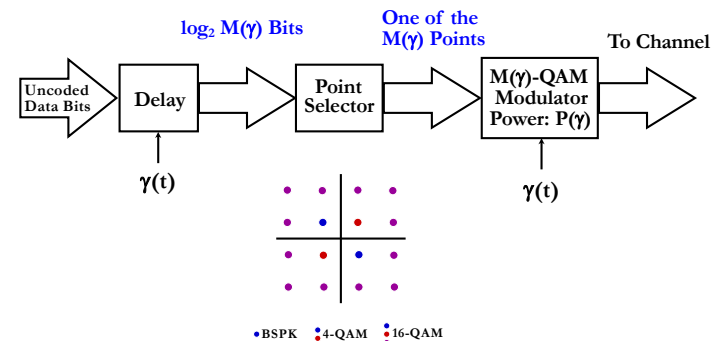 log₂ M(γ) Bits
One of the
M(γ) Points
To Channel
Uncoded
Data Bits
Delay
Point
Selector
M(γ)-QAM
Modulator
Power: P(γ)
γ(t)
γ(t)
BSPK
4-QAM
16-QAM